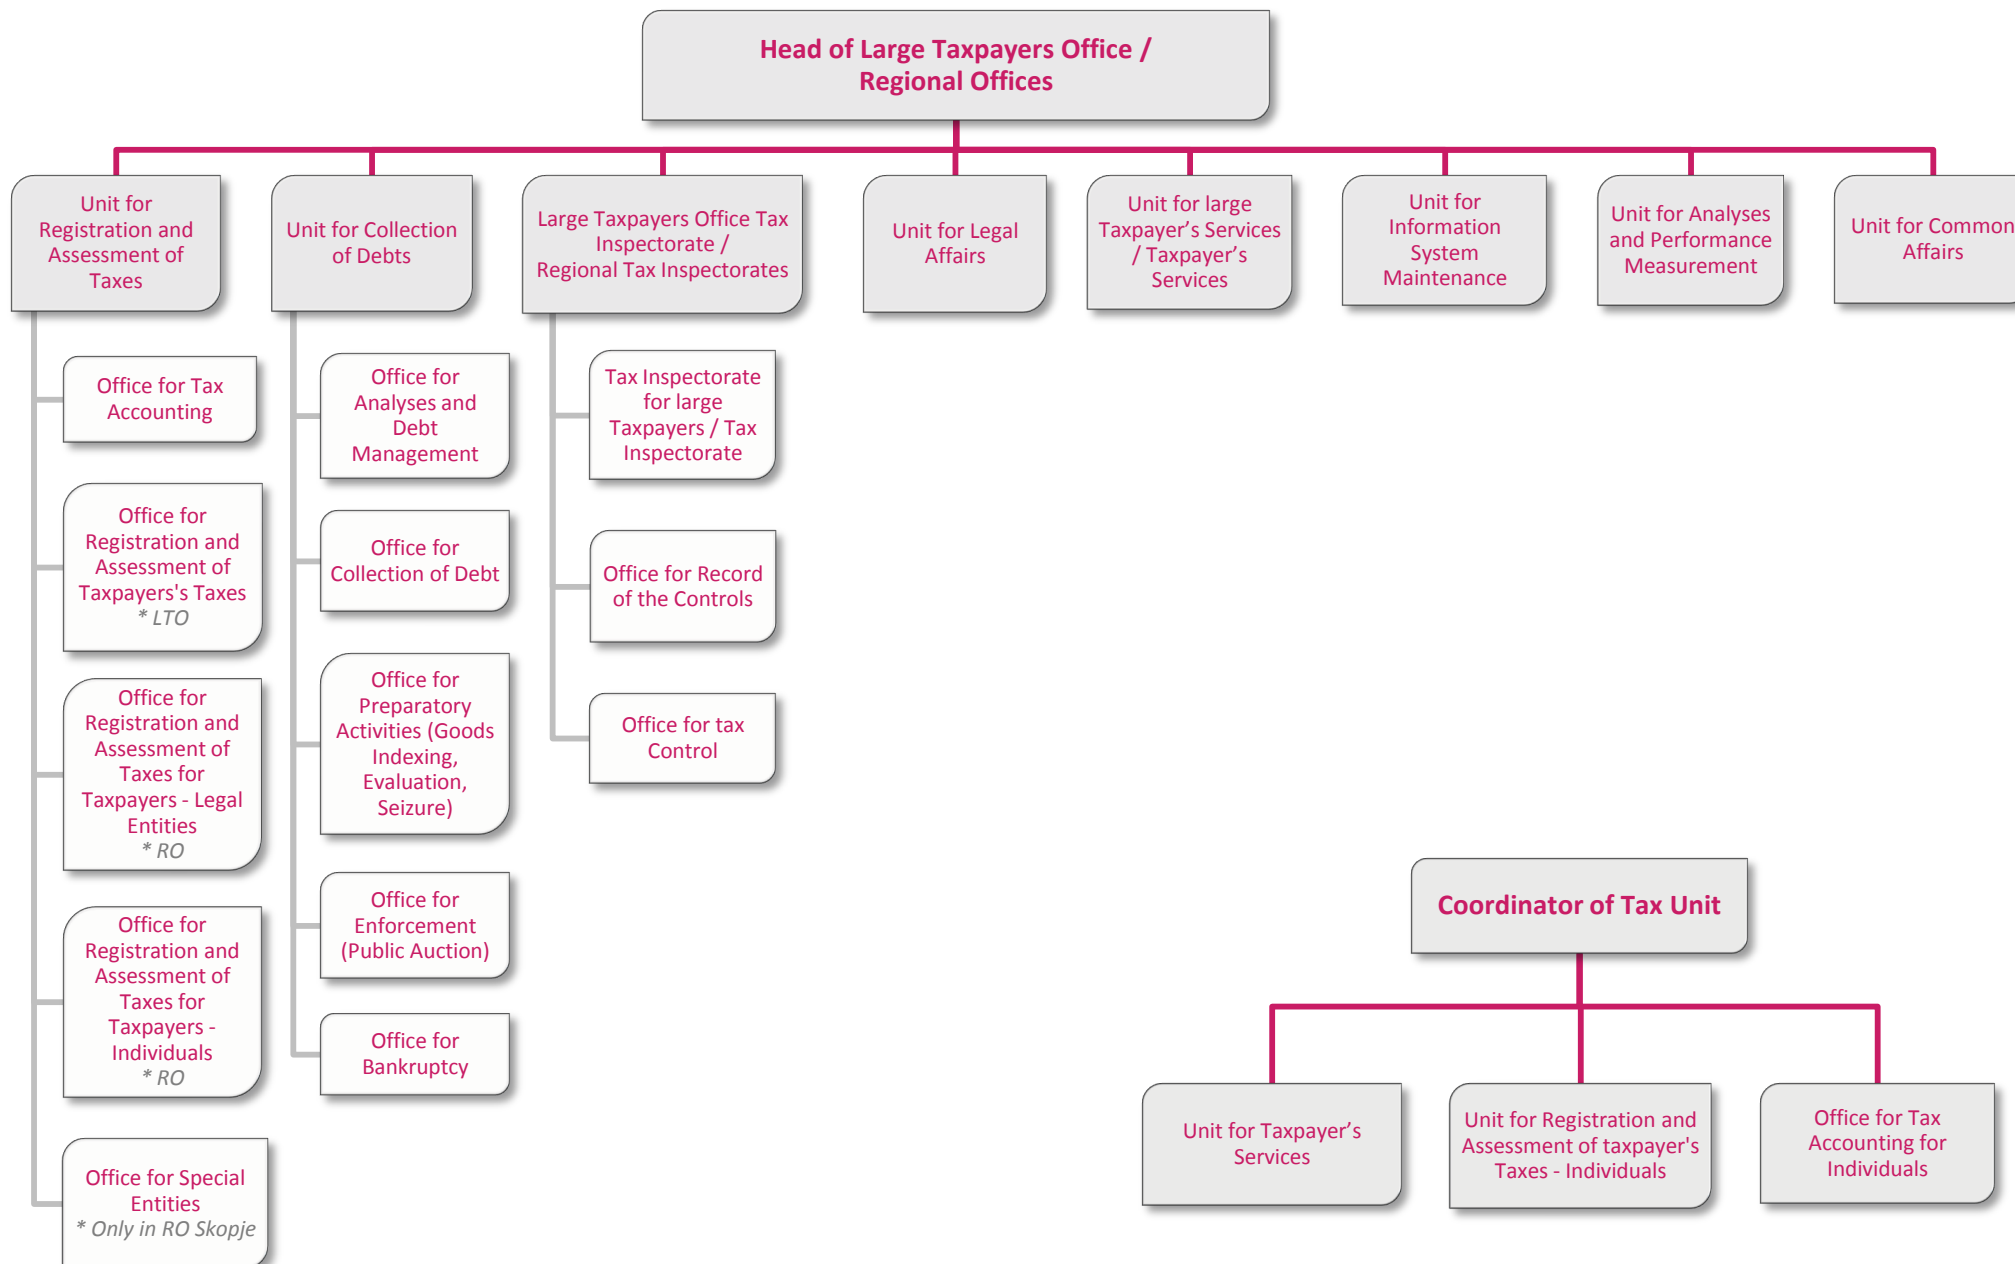 Head of Large Taxpayers Office /
Regional Offices
Unit for
Registration and
Assessment of
Taxes
Unit for Collection
of Debts
Large Taxpayers Office Tax
Inspectorate /
Regional Tax Inspectorates
Unit for Legal
Affairs
Unit for large
Taxpayer’s Services
/ Taxpayer’s
Services
Unit for
Information
System
Maintenance
Unit for Analyses
and Performance
Measurement
Unit for Common
Affairs
Office for Tax
Accounting
Office for
Registration and
Assessment of
Taxpayers's Taxes
* LTO
Office for
Registration and
Assessment of
Taxes for
Taxpayers - Legal
Entities
* RO
Office for
Registration and
Assessment of
Taxes for
Taxpayers -
Individuals
* RO
Office for Special
Entities
* Only in RO Skopje
Office for
Analyses and
Debt
Management
Office for
Collection of Debt
Office for
Preparatory
Activities (Goods
Indexing,
Evaluation,
Seizure)
Office for
Enforcement
(Public Auction)
Office for
Bankruptcy
Tax Inspectorate
for large
Taxpayers / Tax
Inspectorate
Office for Record
of the Controls
Office for tax
Control
Coordinator of Tax Unit
Unit for Taxpayer’s
Services
Unit for Registration and
Assessment of taxpayer's
Taxes - Individuals
Office for Tax
Accounting for
Individuals